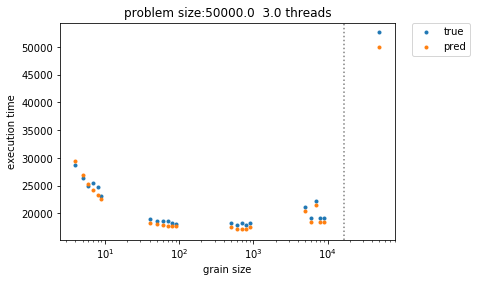 problem size:50000.0  3.0 threads
true
pred
execution time
50000
45000
40000
35000
30000
25000
20000
10¹
10²
10³
10⁴
grain size